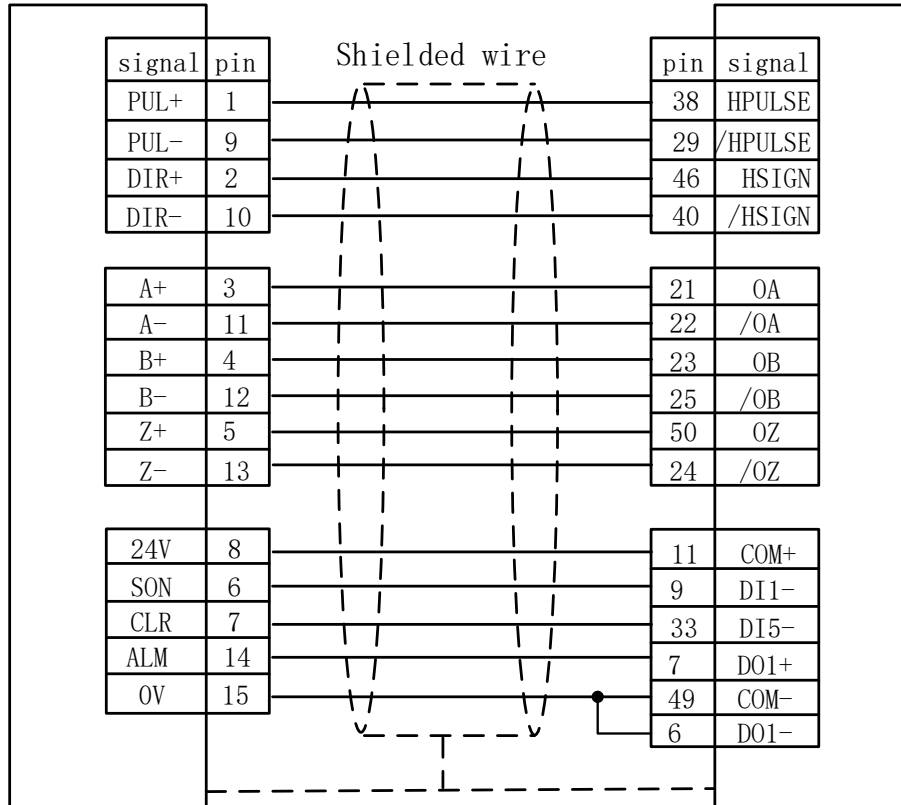 Shielded wire
signal pin pin signal
PUL+ 1 38 HPULSE
PUL- 9 29 /HPULSE
DIR+ 2 46 HSIGN
DIR- 10 40 /HSIGN
A+ 3 21 OA
A- 11 22 /OA
B+ 4 23 OB
B- 12 25 /OB
Z+ 5 50 OZ
Z- 13 24 /OZ
24V 8 11 COM+
SON 6 9 DI1-
CLR 7 33 DI5-
ALM 14 7 DO1+
0V 15 49 COM-
6 DO1-